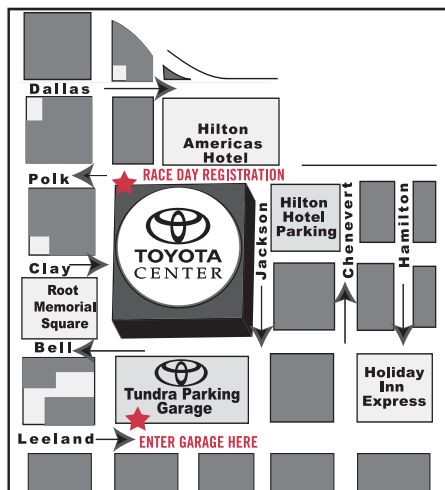 Dallas
Hilton
Americas
Hotel
Polk
RACE DAY REGISTRATION
Hilton
Hotel
Parking
Jackson
Chenevert
Hamilton
TOYOTA
CENTER
Clay
Root
Memorial
Square
Bell
Tundra Parking
Garage
Holiday
Inn
Express
Leeland
ENTER GARAGE HERE